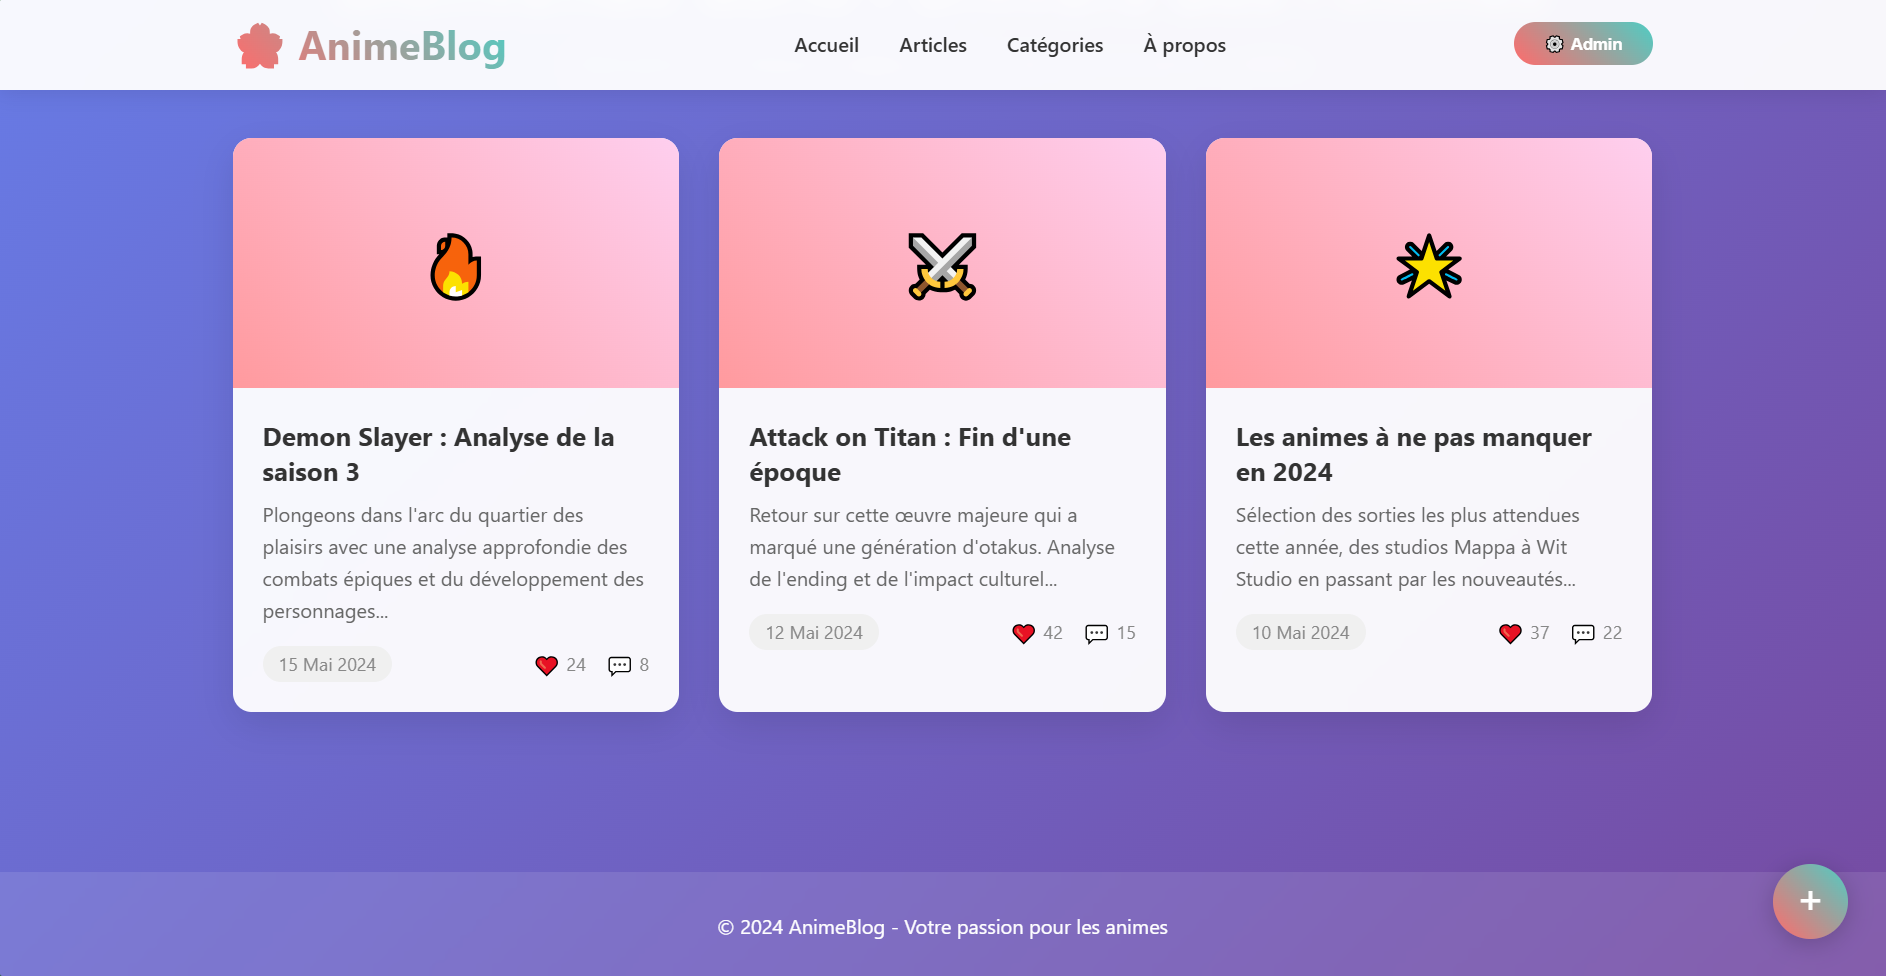 AnimeBlog
Accueil Articles Catégories À propos
Admin
Demon Slayer : Analyse de la
saison 3
Plongeons dans l'arc du quartier des
plaisirs avec une analyse approfondie des
combats épiques et du développement des
personnages...
15 Mai 2024 24 8
Attack on Titan : Fin d'une
époque
Retour sur cette œuvre majeure qui a
marqué une génération d'otakus. Analyse
de l'ending et de l'impact culturel...
12 Mai 2024 42 15
Les animes à ne pas manquer
en 2024
Sélection des sorties les plus attendues
cette année, des studios Mappa à Wit
Studio en passant par les nouveautés...
10 Mai 2024 37 22
© 2024 AnimeBlog - Votre passion pour les animes
+